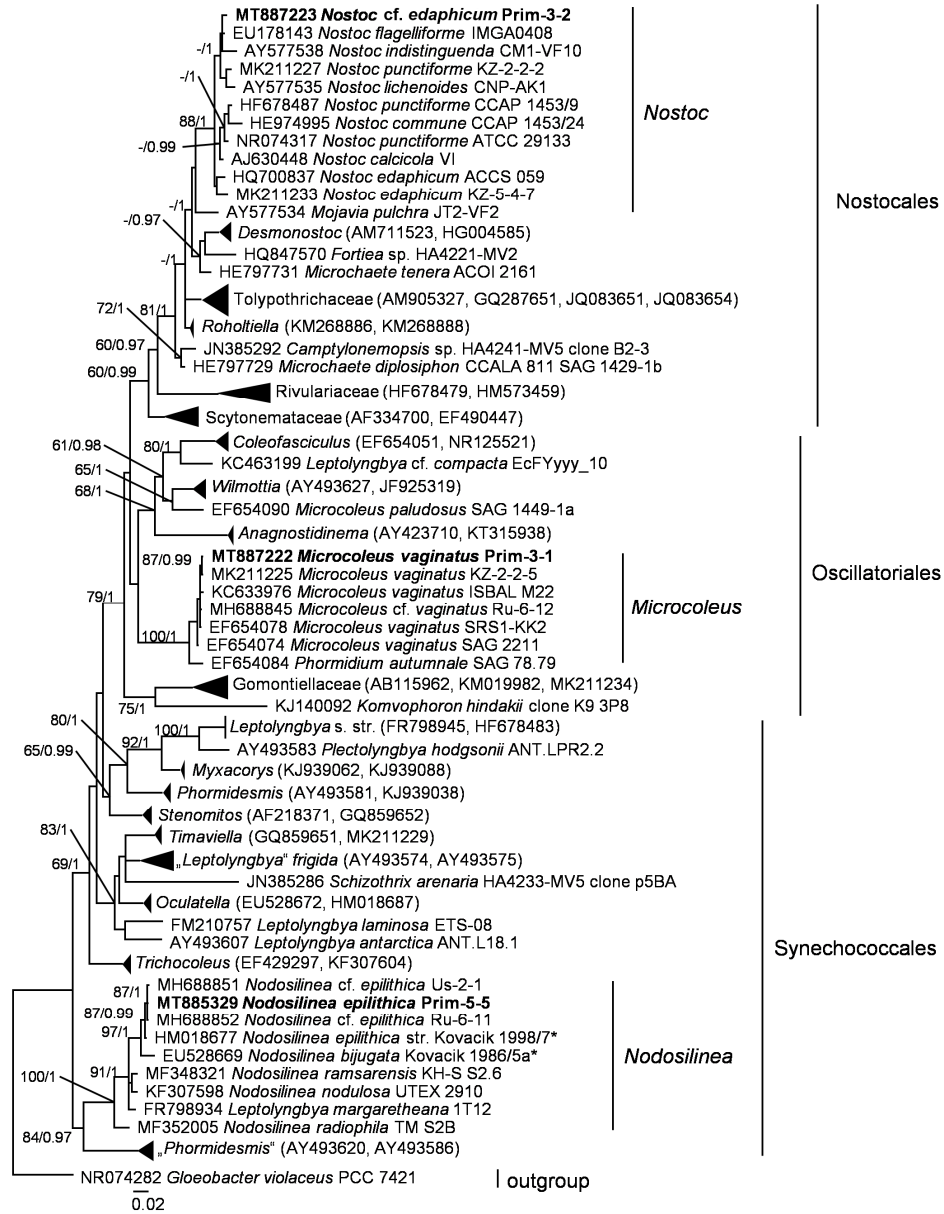 MT887223 Nostoc cf. edaphicum Prim-3-2
EU178143 Nostoc flagelliforme IMGA0408
-/1
AY577538 Nostoc indistinguenda CM1-VF10
MK211227 Nostoc punctiforme KZ-2-2-2
-/1
AY577535 Nostoc lichenoides CNP-AK1
HF678487 Nostoc punctiforme CCAP 1453/9
Nostoc
88/1
HE974995 Nostoc commune CCAP 1453/24
NR074317 Nostoc punctiforme ATCC 29133
-/0.99
AJ630448 Nostoc calcicola VI
HQ700837 Nostoc edaphicum ACCS 059
MK211233 Nostoc edaphicum KZ-5-4-7
Nostocales
-/1
AY577534 Mojavia pulchra JT2-VF2
-/0.97
Desmonostoc (AM711523, HG004585)
HQ847570 Fortiea sp. HA4221-MV2
-/1
HE797731 Microchaete tenera ACOI 2161
Tolypothrichaceae (AM905327, GQ287651, JQ083651, JQ083654)
72/1
81/1
Roholtiella (KM268886, KM268888)
60/0.97
JN385292 Camptylonemopsis sp. HA4241-MV5 clone B2-3
HE797729 Microchaete diplosiphon CCALA 811 SAG 1429-1b
60/0.99
Rivulariaceae (HF678479, HM573459)
Scytonemataceae (AF334700, EF490447)
61/0.98
80/1
Coleofasciculus (EF654051, NR125521)
KC463199 Leptolyngbya cf. compacta EcFYyyy_10
65/1
Wilmottia (AY493627, JF925319)
68/1
EF654090 Microcoleus paludosus SAG 1449-1a
Anagnostidinema (AY423710, KT315938)
87/0.99
MT887222 Microcoleus vaginatus Prim-3-1
MK211225 Microcoleus vaginatus KZ-2-2-5
Oscillatoriales
KC633976 Microcoleus vaginatus ISBAL M22
79/1
MH688845 Microcoleus cf. vaginatus Ru-6-12
Microcoleus
EF654078 Microcoleus vaginatus SRS1-KK2
100/1
EF654074 Microcoleus vaginatus SAG 2211
EF654084 Phormidium autumnale SAG 78.79
Gomontiellaceae (AB115962, KM019982, MK211234)
75/1
KJ140092 Komvophoron hindakii clone K9 3P8
80/1
100/1
Leptolyngbya s. str. (FR798945, HF678483)
65/0.99
92/1
AY493583 Plectolyngbya hodgsonii ANT.LPR2.2
Myxacorys (KJ939062, KJ939088)
Phormidesmis (AY493581, KJ939038)
Stenomitos (AF218371, GQ859652)
83/1
Timaviella (GQ859651, MK211229)
69/1
„Leptolyngbya“ frigida (AY493574, AY493575)
JN385286 Schizothrix arenaria HA4233-MV5 clone p5BA
Oculatella (EU528672, HM018687)
FM210757 Leptolyngbya laminosa ETS-08
AY493607 Leptolyngbya antarctica ANT.L18.1
Synechococcales
Trichocoleus (EF429297, KF307604)
87/1
MH688851 Nodosilinea cf. epilithica Us-2-1
87/0.99
MT885329 Nodosilinea epilithica Prim-5-5
MH688852 Nodosilinea cf. epilithica Ru-6-11
97/1
HM018677 Nodosilinea epilithica str. Kovacik 1998/7*
EU528669 Nodosilinea bijugata Kovacik 1986/5a*
Nodosilinea
100/1
91/1
MF348321 Nodosilinea ramsarensis KH-S S2.6
KF307598 Nodosilinea nodulosa UTEX 2910
FR798934 Leptolyngbya margaretheana 1T12
84/0.97
MF352005 Nodosilinea radiophila TM S2B
„Phormidesmis“ (AY493620, AY493586)
NR074282 Gloeobacter violaceus PCC 7421
outgroup
0.02